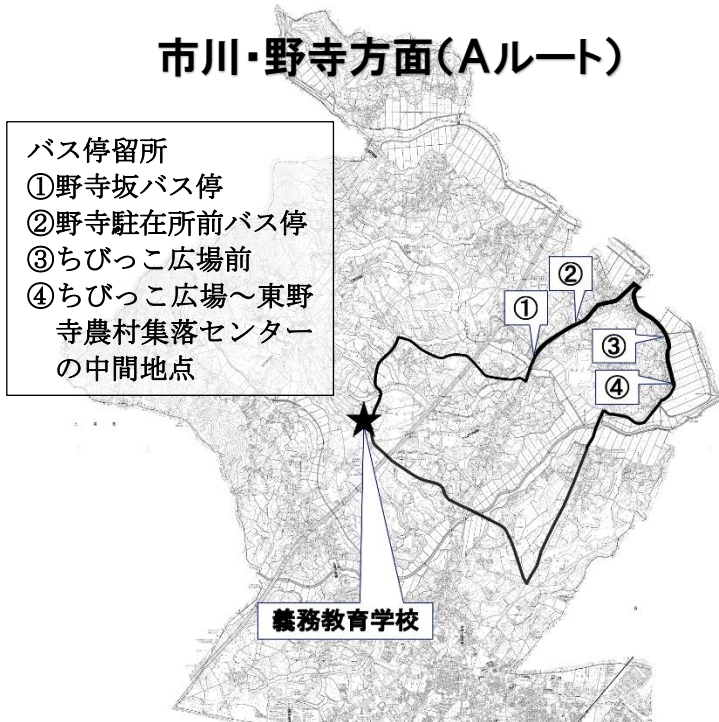 市川・野寺方面(Aルート)
バス停留所
①野寺坂バス停
②野寺駐在所前バス停
③ちびっこ広場前
④ちびっこ広場～東野
寺農村集落センター
の中間地点
②
①
③
④
義務教育学校